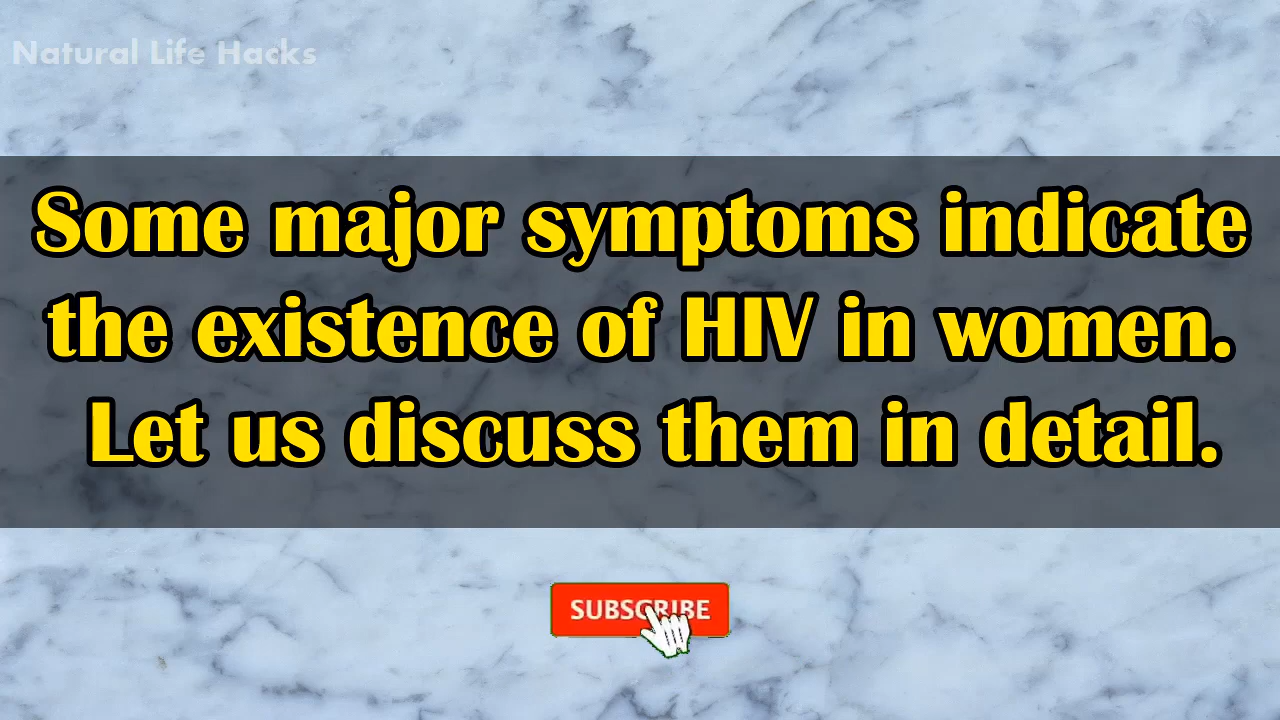 Natural Life Hacks
Some major symptoms indicate
the existence of HIV in women.
Let us discuss them in detail.
SUBSCRIBE